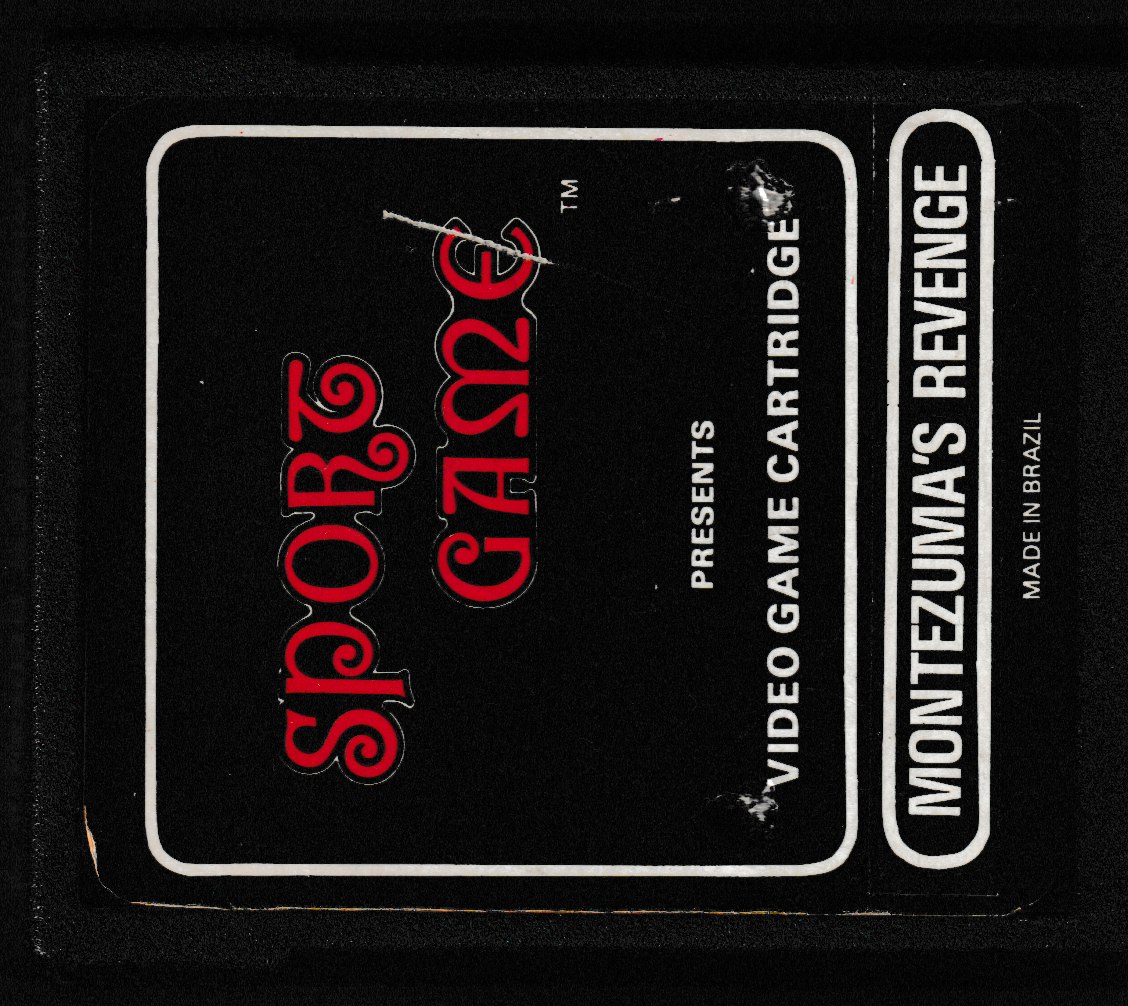 SPORT
GAME
TM
PRESENTS
VIDEO GAME CARTRIDGE
MONTEZUMA'S REVENGE
MADE IN BRAZIL